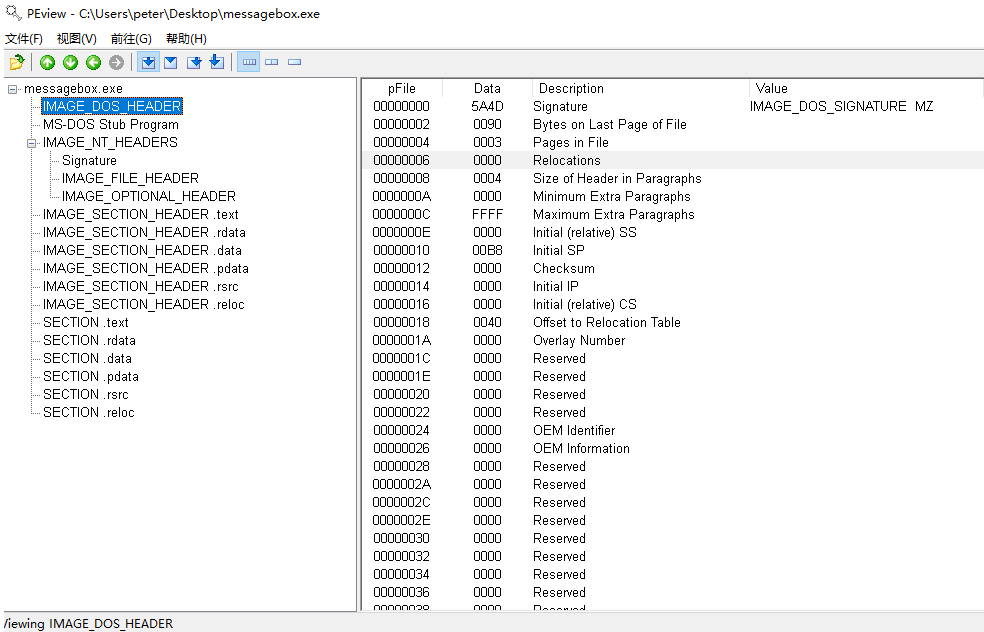 PEview - C:\Users\peter\Desktop\messagebox.exe
文件(F) 视图(V) 前往(G) 帮助(H)
messagebox.exe
IMAGE_DOS_HEADER
MS-DOS Stub Program
IMAGE_NT_HEADERS
Signature
IMAGE_FILE_HEADER
IMAGE_OPTIONAL_HEADER
IMAGE_SECTION_HEADER .text
IMAGE_SECTION_HEADER .rdata
IMAGE_SECTION_HEADER .data
IMAGE_SECTION_HEADER .pdata
IMAGE_SECTION_HEADER .rsrc
IMAGE_SECTION_HEADER .reloc
SECTION .text
SECTION .rdata
SECTION .data
SECTION .pdata
SECTION .rsrc
SECTION .reloc
pFile Data Description Value
00000000 5A4D Signature IMAGE_DOS_SIGNATURE MZ
00000002 0090 Bytes on Last Page of File
00000004 0003 Pages in File
00000006 0000 Relocations
00000008 0004 Size of Header in Paragraphs
0000000A 0000 Minimum Extra Paragraphs
0000000C FFFF Maximum Extra Paragraphs
0000000E 0000 Initial (relative) SS
00000010 00B8 Initial SP
00000012 0000 Checksum
00000014 0000 Initial IP
00000016 0000 Initial (relative) CS
00000018 0040 Offset to Relocation Table
0000001A 0000 Overlay Number
0000001C 0000 Reserved
0000001E 0000 Reserved
00000020 0000 Reserved
00000022 0000 Reserved
00000024 0000 OEM Identifier
00000026 0000 OEM Information
00000028 0000 Reserved
0000002A 0000 Reserved
0000002C 0000 Reserved
0000002E 0000 Reserved
00000030 0000 Reserved
00000032 0000 Reserved
00000034 0000 Reserved
00000036 0000 Reserved
00000038 0000 Reserved
Viewing IMAGE_DOS_HEADER